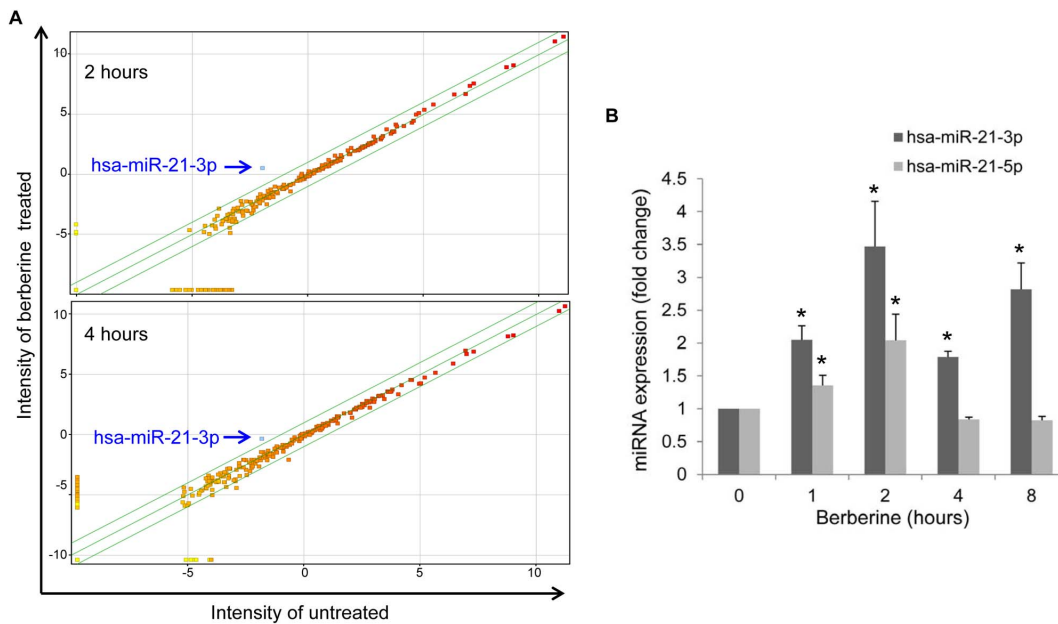 A
Intensity of berberine treated
10
5
0
-5
2 hours
hsa-miR-21-3p
10
5
0
-5
-10
4 hours
hsa-miR-21-3p
-5
0
5
10
Intensity of untreated
B
hsa-miR-21-3p
hsa-miR-21-5p
miRNA expression (fold change)
4.5
4
3.5
3
2.5
2
1.5
1
0.5
0
* * * * * *
0 1 2 4 8
Berberine (hours)